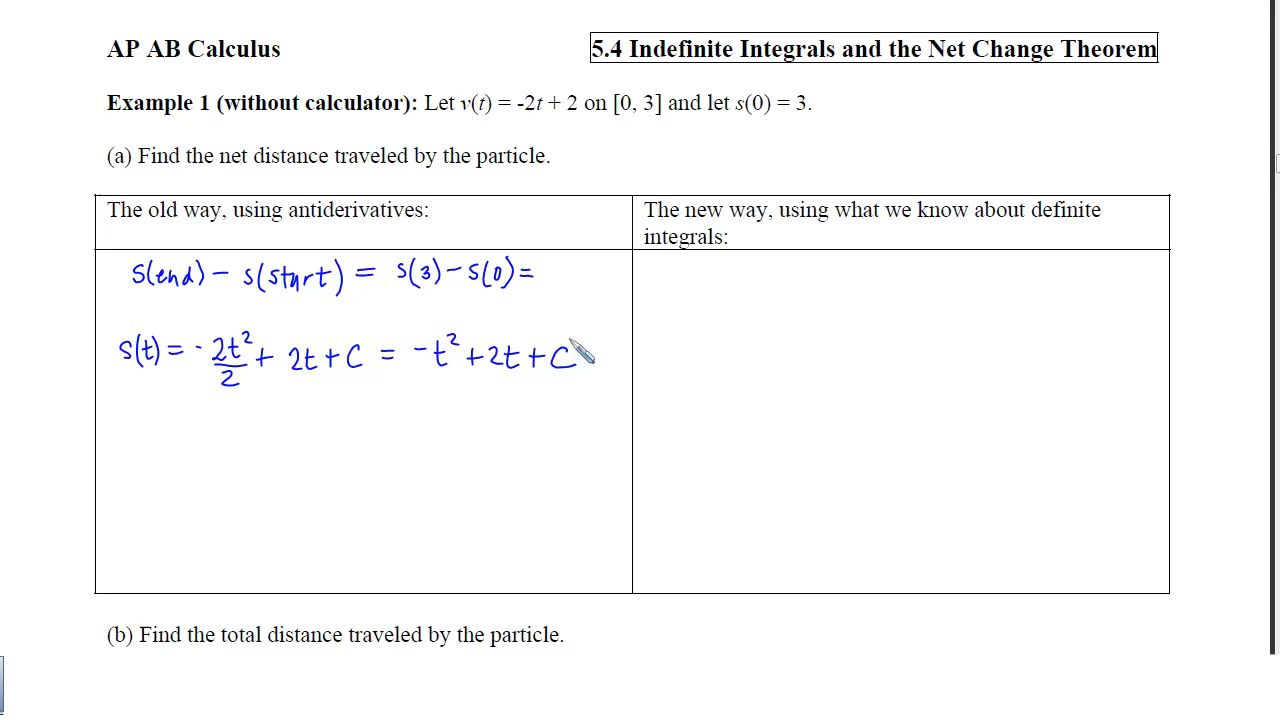 AP AB Calculus 5.4 Indefinite Integrals and the Net Change Theorem
Example 1 (without calculator): Let v(t) = -2t + 2 on [0, 3] and let s(0) = 3.
(a) Find the net distance traveled by the particle.
The old way, using antiderivatives:
The new way, using what we know about definite
integrals:
s(end) - s(start) = s(3) - s(0) =
s(t) = - 2t²/2 + 2t + C = -t² + 2t + C
(b) Find the total distance traveled by the particle.